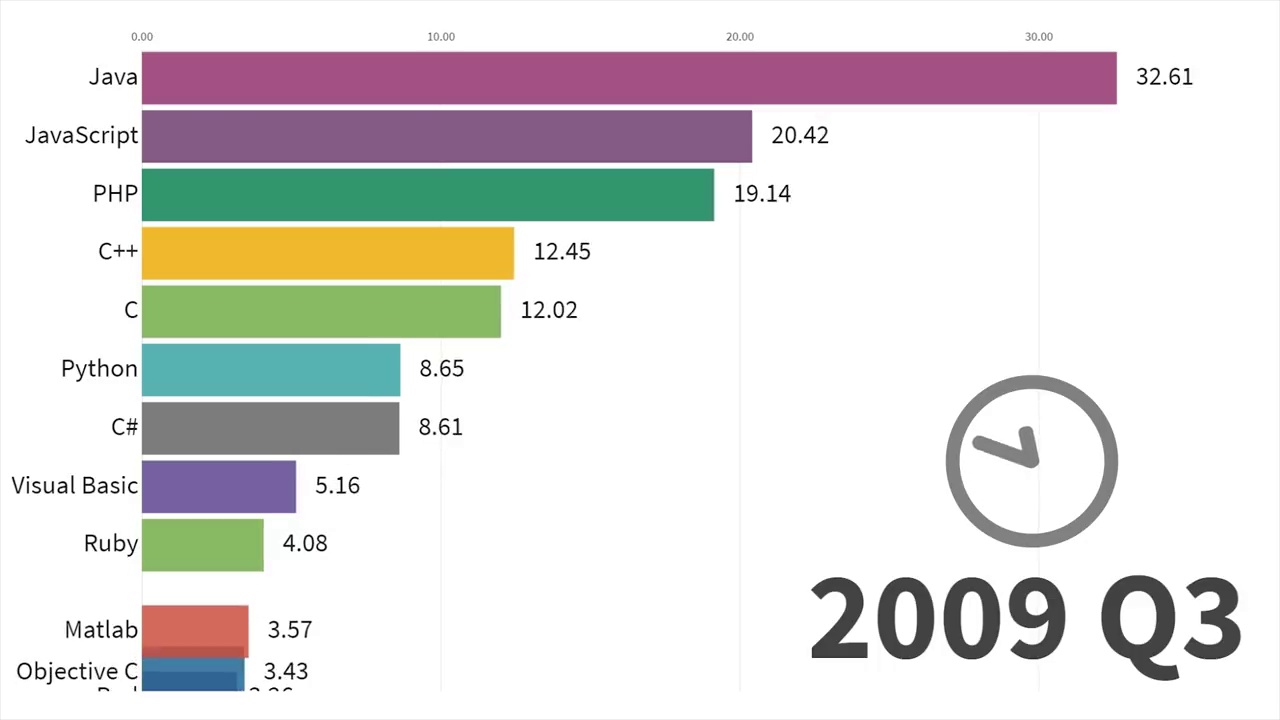 0.00 10.00 20.00 30.00
Java 32.61
JavaScript 20.42
PHP 19.14
C++ 12.45
C 12.02
Python 8.65
C# 8.61
Visual Basic 5.16
Ruby 4.08
Matlab 3.57
Objective C 3.43
2009 Q3